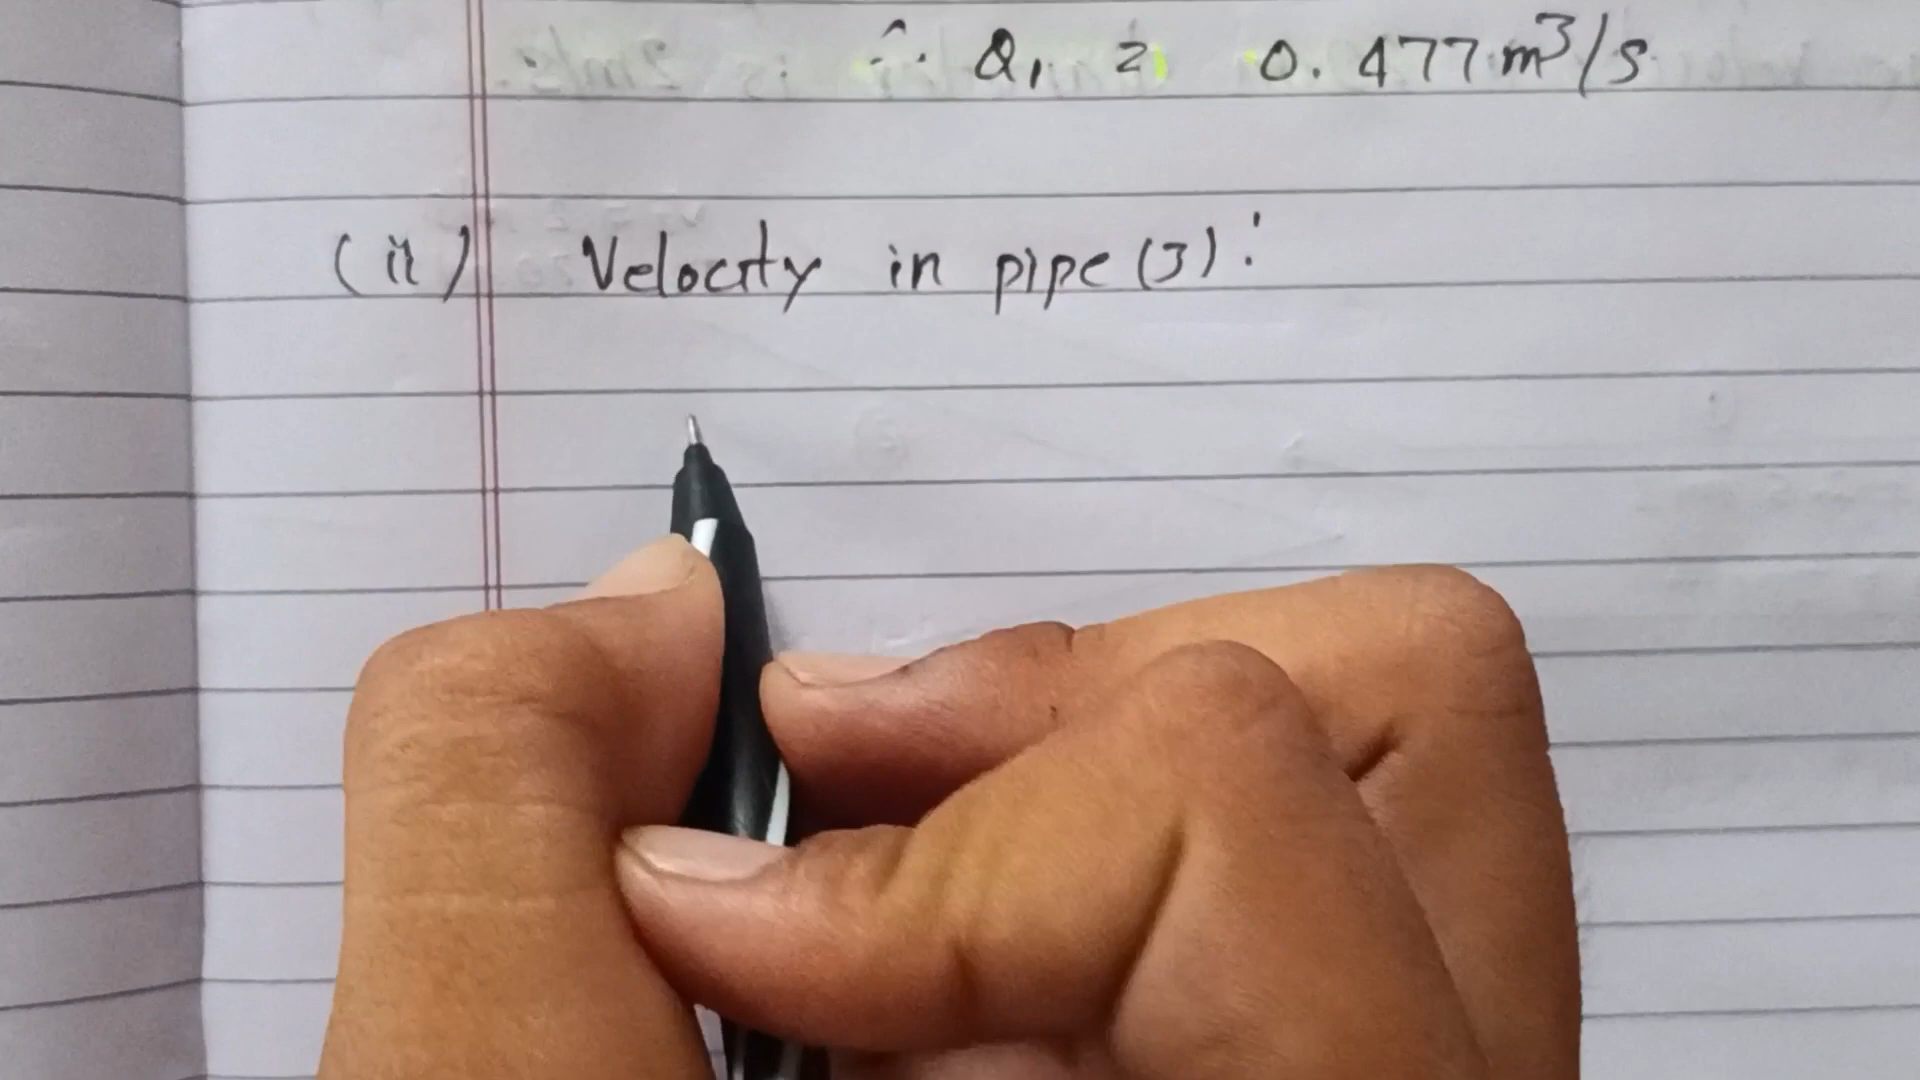 ∴ Q₁ = 0.477 m³/s
(ii) Velocity in pipe (3):